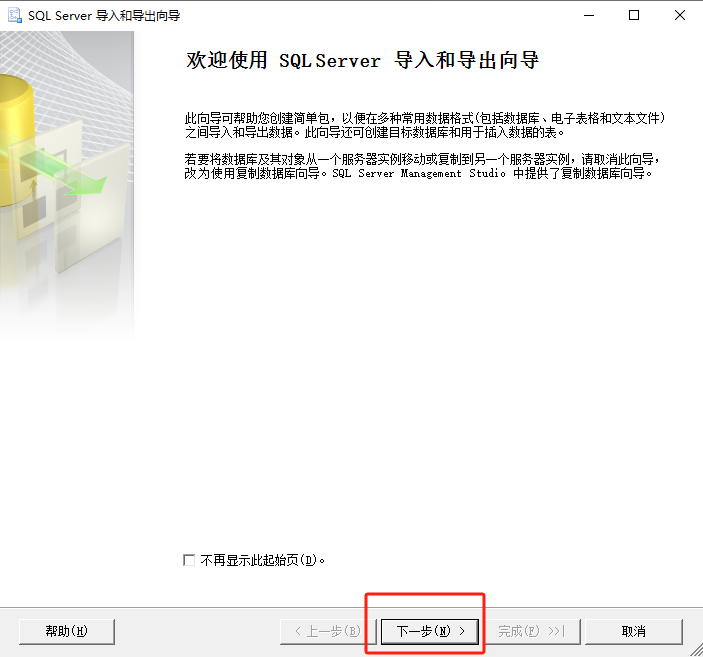 SQL Server 导入和导出向导
欢迎使用 SQL Server 导入和导出向导
此向导可帮助您创建简单包，以便在多种常用数据格式(包括数据库、电子表格和文本文件)
之间导入和导出数据。此向导还可创建目标数据库和用于插入数据的表。
若要将数据库及其对象从一个服务器实例移动或复制到另一个服务器实例，请取消此向导，
改为使用复制数据库向导。SQL Server Management Studio。中提供了复制数据库向导。
不再显示此起始页(D)。
帮助(H) < 上一步(B) 下一步(N) > 完成(F) >>| 取消